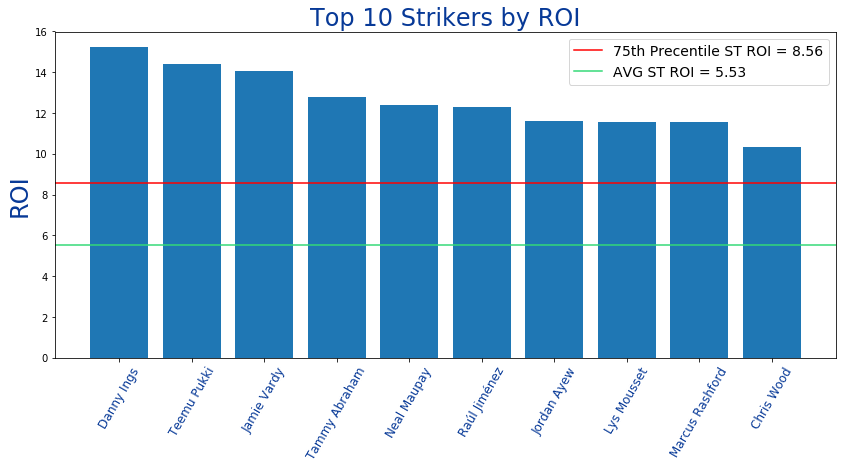 Top 10 Strikers by ROI
75th Precentile ST ROI = 8.56
AVG ST ROI = 5.53
ROI
16
14
12
10
8
6
4
2
0
Danny Ings
Teemu Pukki
Jamie Vardy
Tammy Abraham
Neal Maupay
Raúl Jiménez
Jordan Ayew
Lys Mousset
Marcus Rashford
Chris Wood